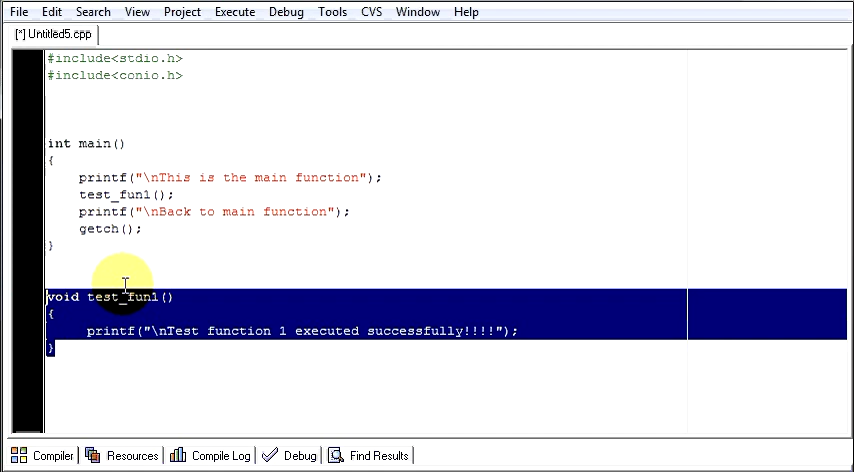 File Edit Search View Project Execute Debug Tools CVS Window Help
[*] Untitled5.cpp
#include<stdio.h>
#include<conio.h>
int main()
{
printf("\nThis is the main function");
test_fun1();
printf("\nBack to main function");
getch();
}
void test_fun1()
{
printf("\nTest function 1 executed successfully!!!!");
}
Compiler Resources Compile Log Debug Find Results